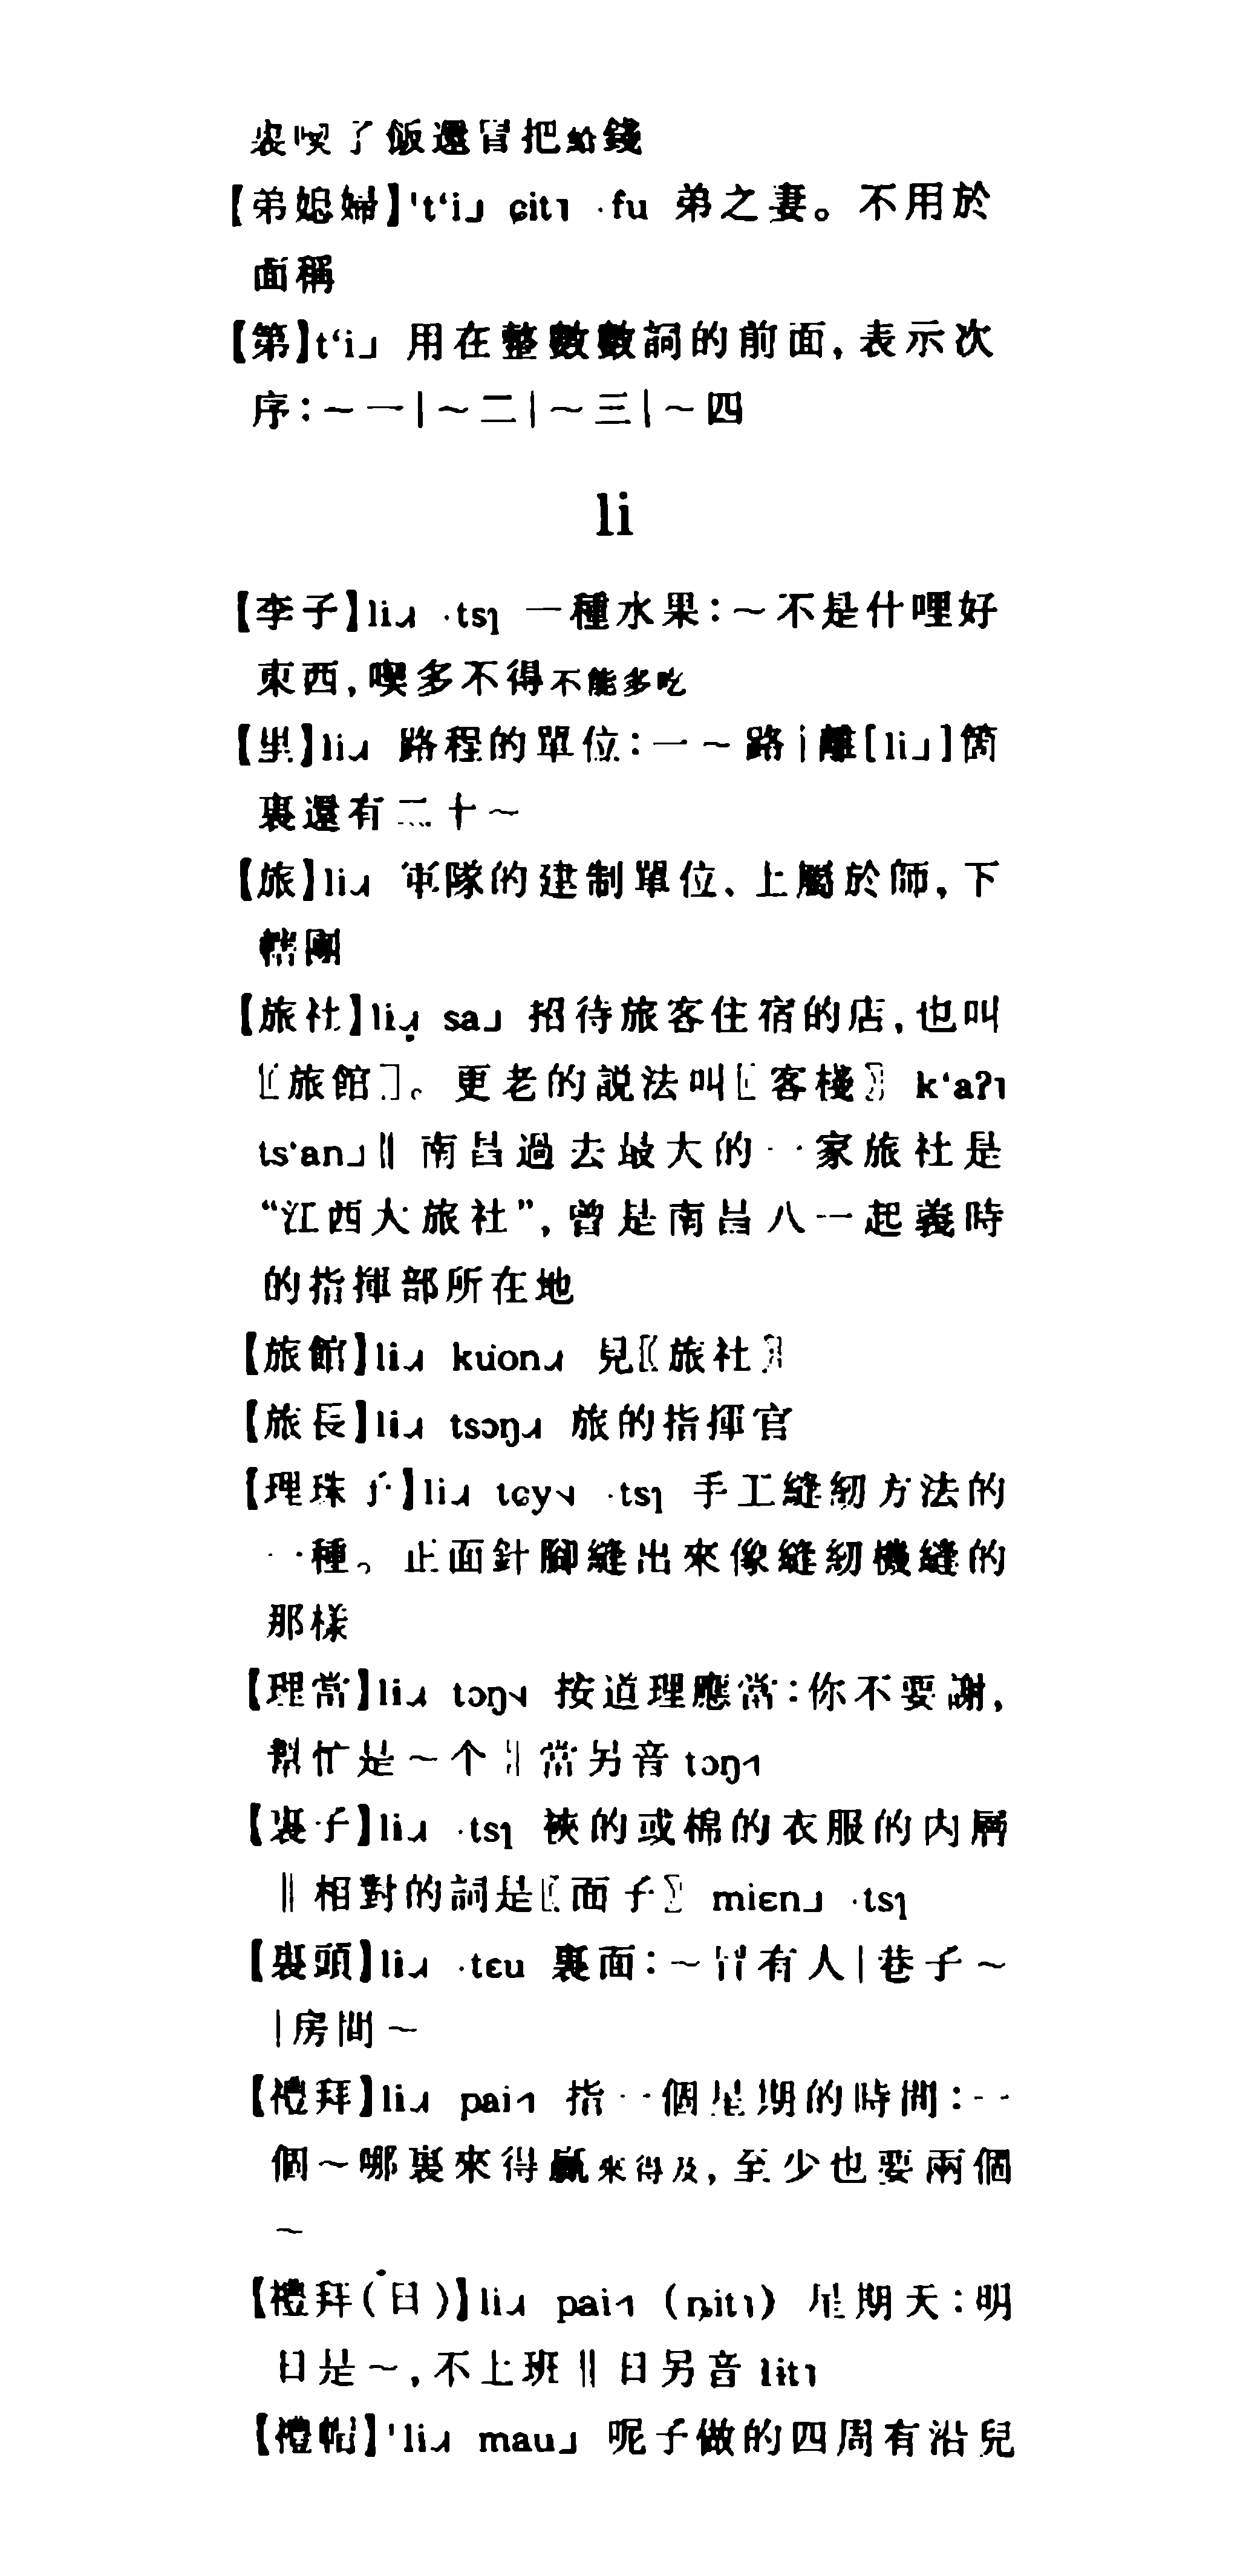 裏喫了飯還冒把給錢
【弟媳婦】'tʻi˩ ɕit˥ ·fu 弟之妻。不用於
面稱
【第】tʻi˩ 用在整數數詞的前面，表示次
序：～一|～二|～三|～四
li
【李子】li˩˧ ·tsɿ 一種水果：～不是什哩好
東西，喫多不得不能多吃
【里】li˩˧ 路程的單位：一～路|離[li˩]箇
裏還有二十～
【旅】li˩˧ 軍隊的建制單位、上屬於師，下
轄團
【旅社】li˩˧ sa˩ 招待旅客住宿的店，也叫
〖旅館〗。更老的説法叫〖客棧〗kʻaʔ˥
tsʻan˩‖南昌過去最大的一家旅社是
“江西大旅社”，曾是南昌八一起義時
的指揮部所在地
【旅館】li˩˧ kuon˩˧ 見〖旅社〗
【旅長】li˩˧ tsɔŋ˩˧ 旅的指揮官
【理珠子】li˩˧ tɕy˧˨ ·tsɿ 手工縫紉方法的
一種。正面針腳縫出來像縫紉機縫的
那樣
【理當】li˩˧ tɔŋ˧˨ 按道理應當：你不要謝，
幫忙是～个‖當另音 tɔŋ˧˥
【裏子】li˩˧ ·tsɿ 裌的或棉的衣服的内層
‖相對的詞是〖面子〗miɛn˩ ·tsɿ
【裏頭】li˩˧ ·tɛu 裏面：～冒有人|巷子～
|房間～
【禮拜】li˩˧ pai˧˥ 指一個星期的時間：一
個～哪裏來得贏來得及，至少也要兩個
～
【禮拜(日)】li˩˧ pai˧˥ (ȵit˥) 星期天：明
日是～，不上班‖日另音 lit˥
【禮帽】'li˩˧ mau˩ 呢子做的四周有沿兒